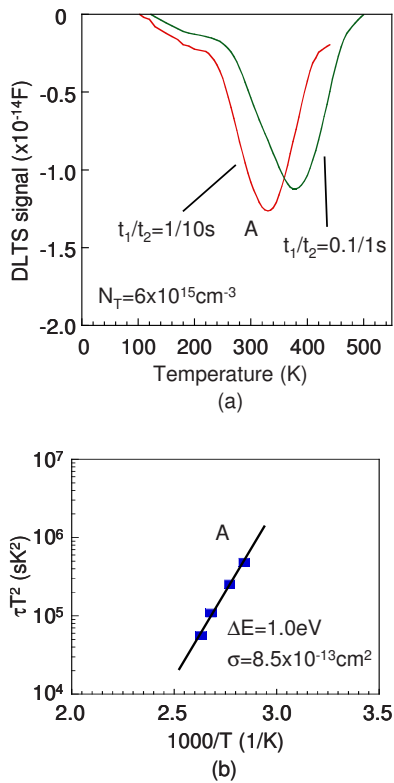 0
-0.5
-1.0
-1.5
-2.0
DLTS signal (x10⁻¹⁴F)
t₁/t₂=1/10s
A
t₁/t₂=0.1/1s
N_T=6x10¹⁵cm⁻³
0 100 200 300 400 500
Temperature (K)
(a)
10⁷
10⁶
10⁵
10⁴
τT² (sK²)
A
ΔE=1.0eV
σ=8.5x10⁻¹³cm²
2.0 2.5 3.0 3.5
1000/T (1/K)
(b)